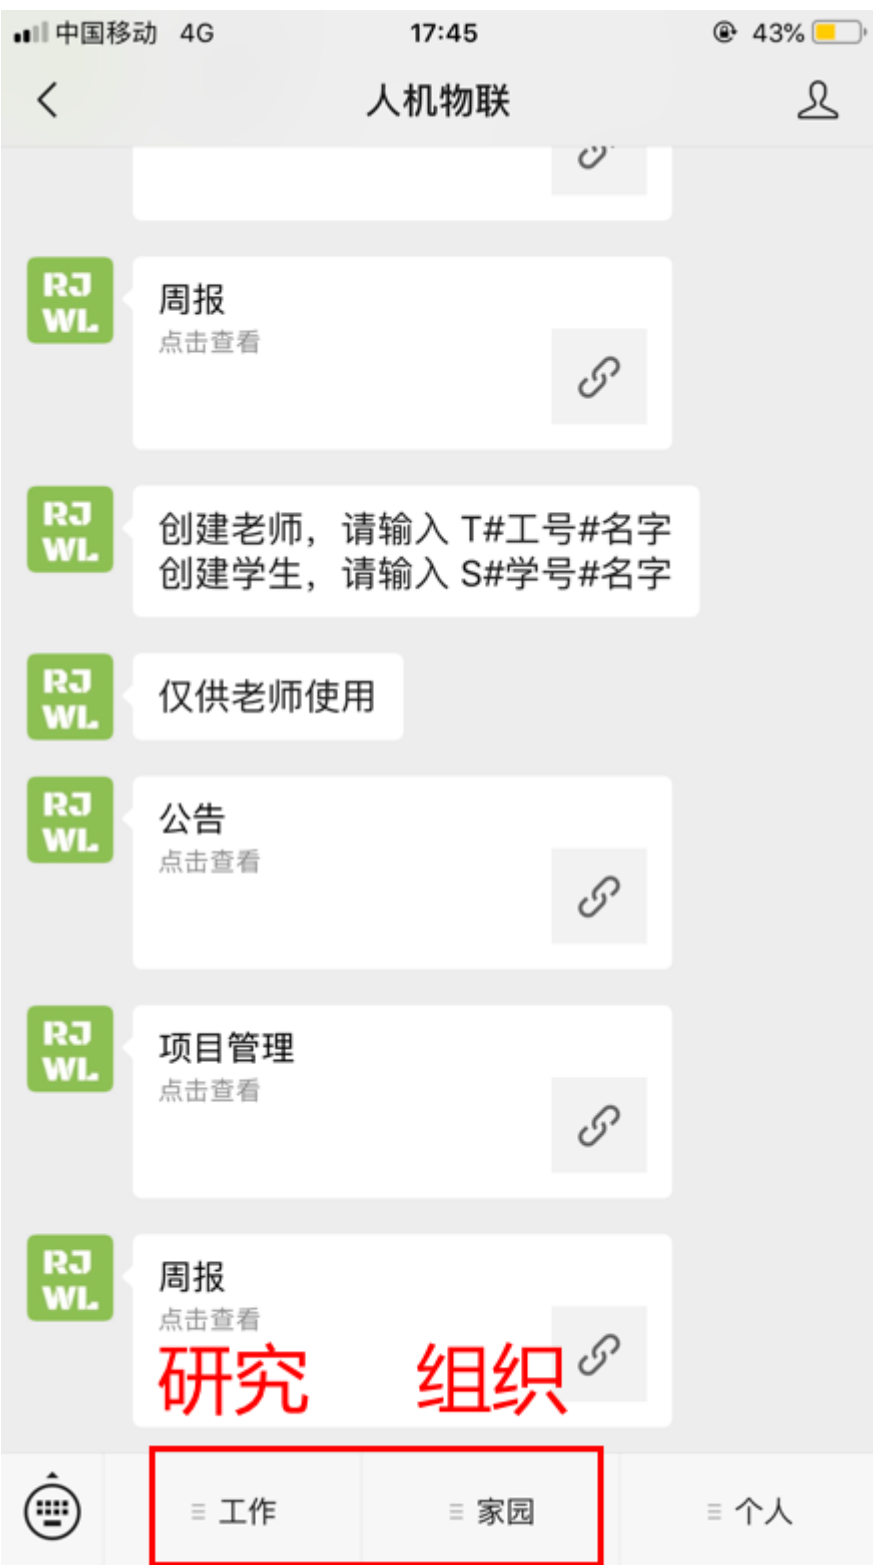 中国移动 4G 17:45 43%
人机物联
RJ
WL
周报
点击查看
RJ
WL
创建老师，请输入 T#工号#名字
创建学生，请输入 S#学号#名字
RJ
WL
仅供老师使用
RJ
WL
公告
点击查看
RJ
WL
项目管理
点击查看
RJ
WL
周报
点击查看
研究 组织
工作 家园 个人